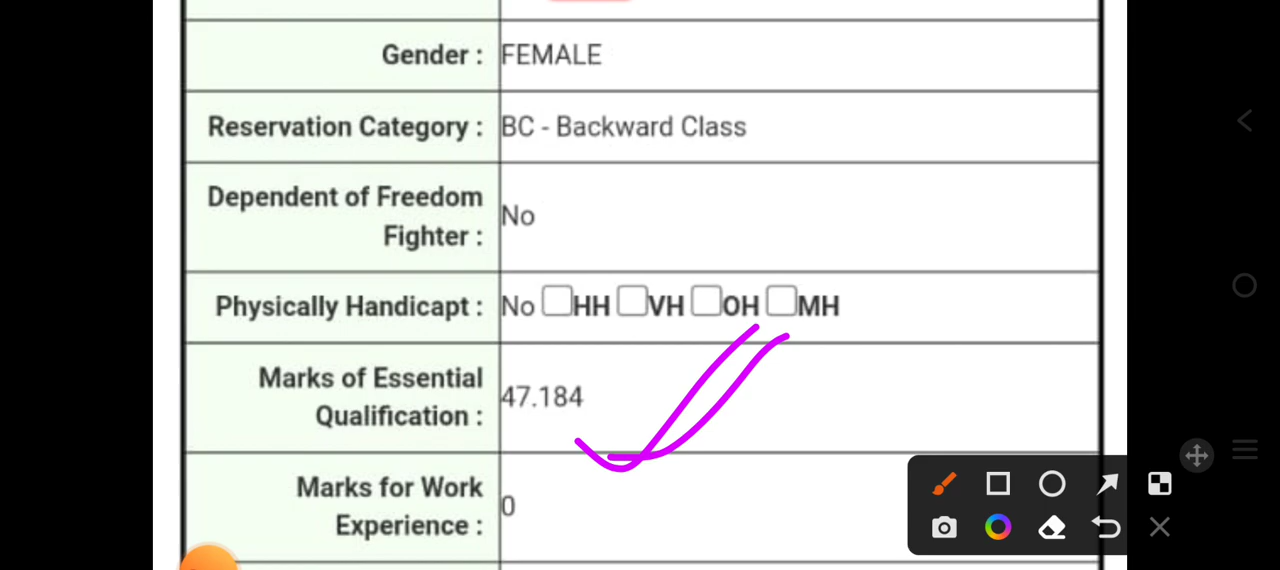 Gender : FEMALE
Reservation Category : BC - Backward Class
Dependent of Freedom
Fighter : No
Physically Handicapt : No HH VH OH MH
Marks of Essential
Qualification : 47.184
Marks for Work
Experience : 0